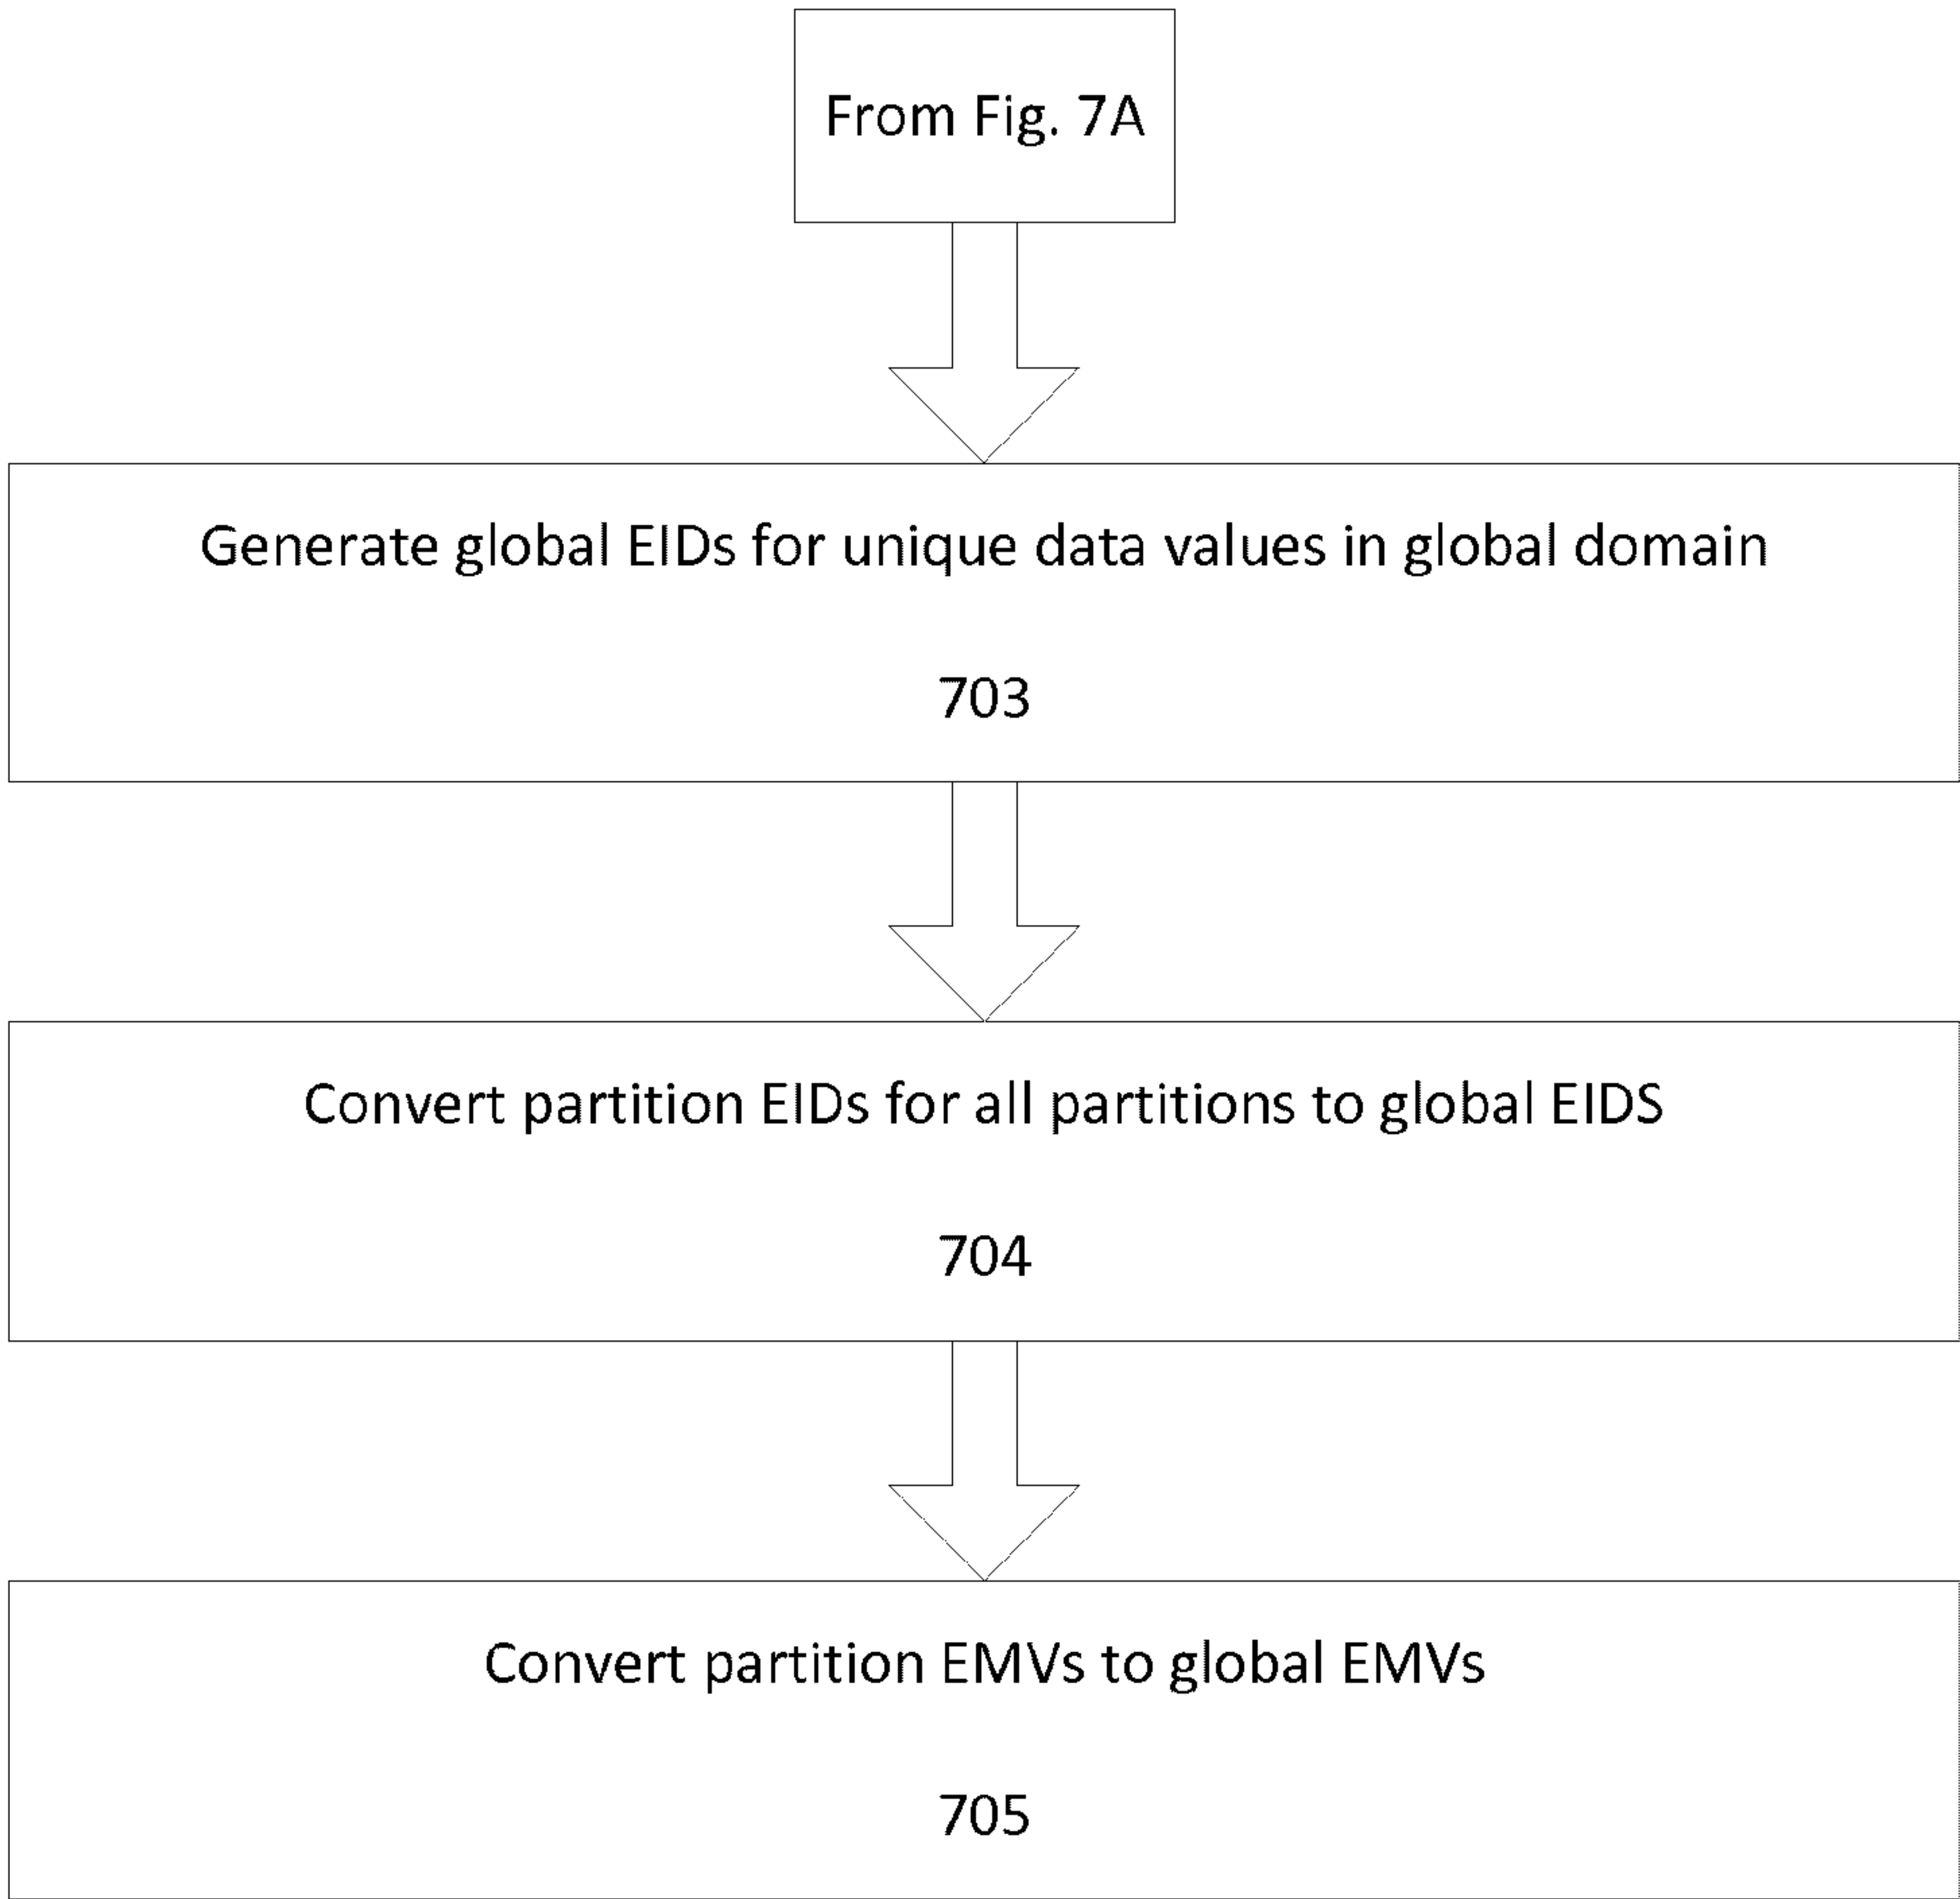 From Fig. 7A
Generate global EIDs for unique data values in global domain
703
Convert partition EIDs for all partitions to global EIDS
704
Convert partition EMVs to global EMVs
705